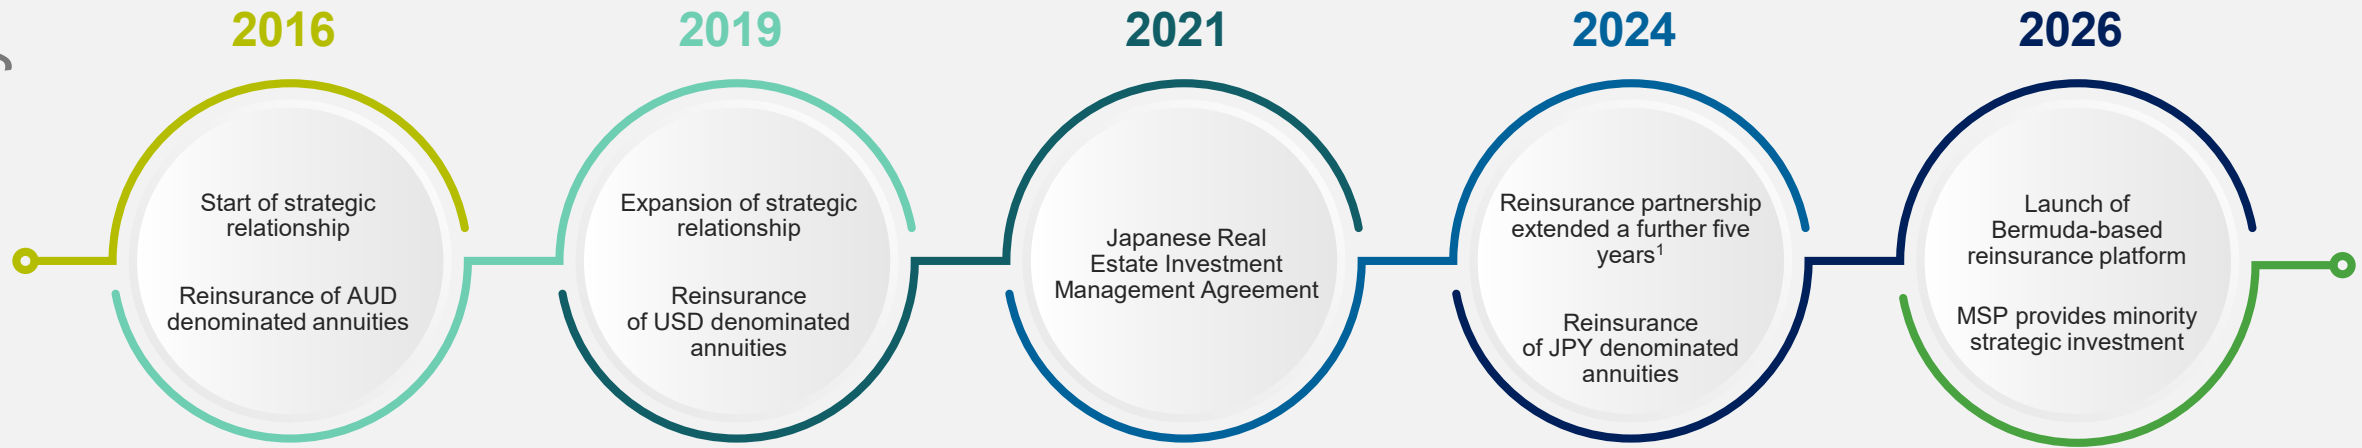 2016
Start of strategic
relationship
Reinsurance of AUD
denominated annuities
2019
Expansion of strategic
relationship
Reinsurance
of USD denominated
annuities
2021
Japanese Real
Estate Investment
Management Agreement
2024
Reinsurance partnership
extended a further five
years1
Reinsurance
of JPY denominated
annuities
2026
Launch of
Bermuda-based
reinsurance platform
MSP provides minority
strategic investment